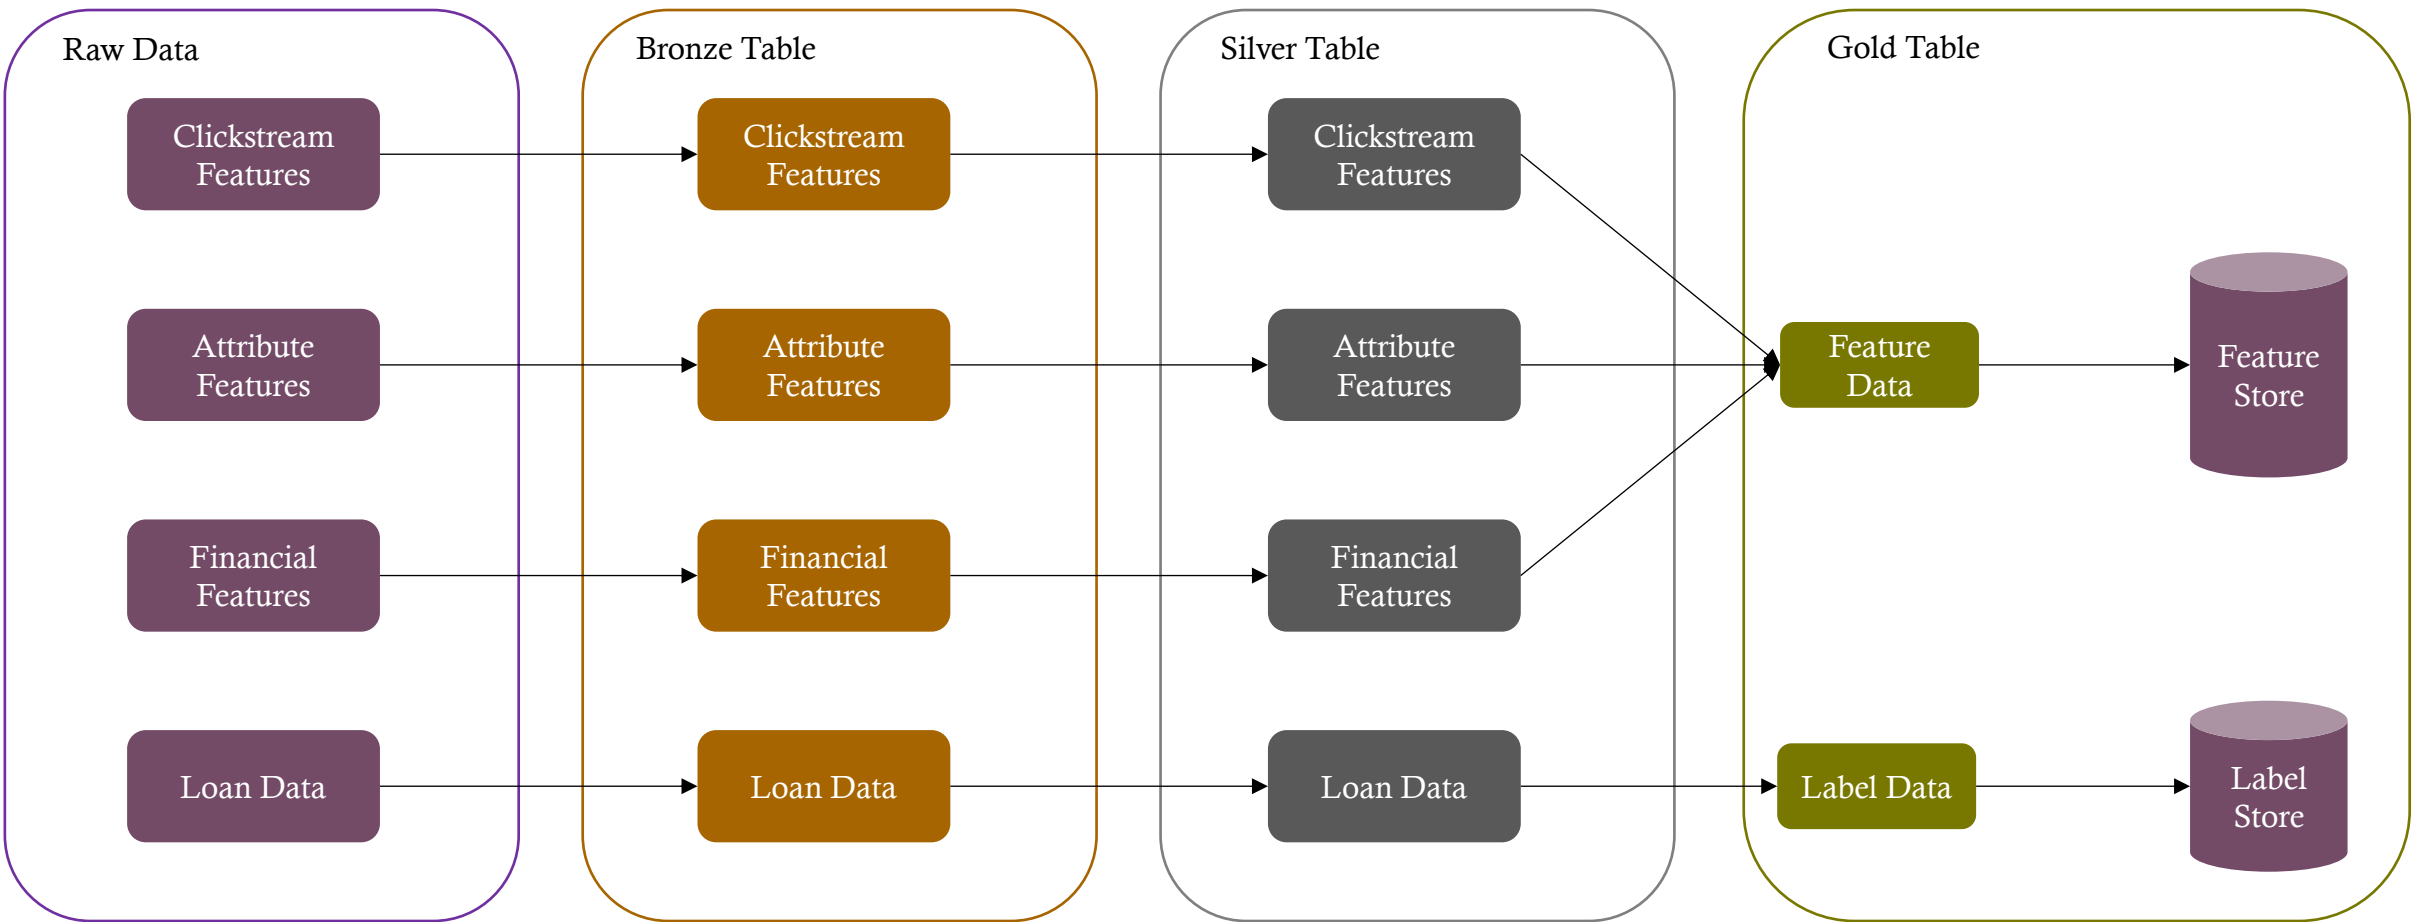 Raw Data
Clickstream
Features
Attribute
Features
Financial
Features
Loan Data
Bronze Table
Clickstream
Features
Attribute
Features
Financial
Features
Loan Data
Silver Table
Clickstream
Features
Attribute
Features
Financial
Features
Loan Data
Gold Table
Feature
Data
Feature
Store
Label Data
Label
Store